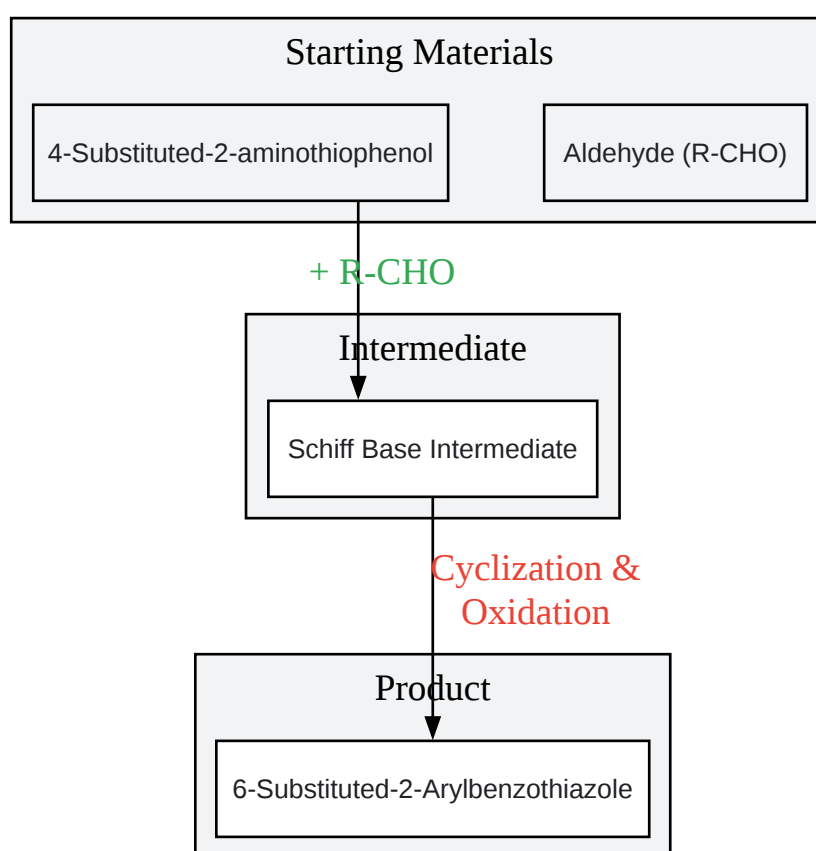 Starting Materials
4-Substituted-2-aminothiophenol
Aldehyde (R-CHO)
+ R-CHO
Intermediate
Schiff Base Intermediate
Cyclization &
Oxidation
Product
6-Substituted-2-Arylbenzothiazole